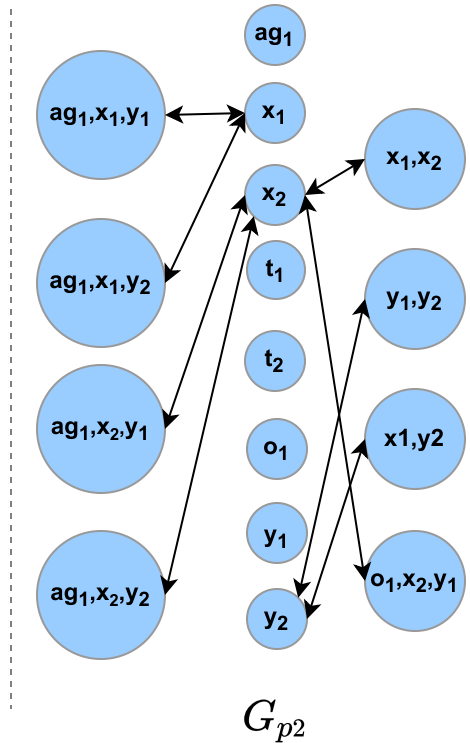 ag₁
x₁
ag₁,x₁,y₁
x₁,x₂
x₂
t₁
ag₁,x₁,y₂
y₁,y₂
t₂
ag₁,x₂,y₁
x1,y2
o₁
y₁
o₁,x₂,y₁
ag₁,x₂,y₂
y₂
Gₚ₂